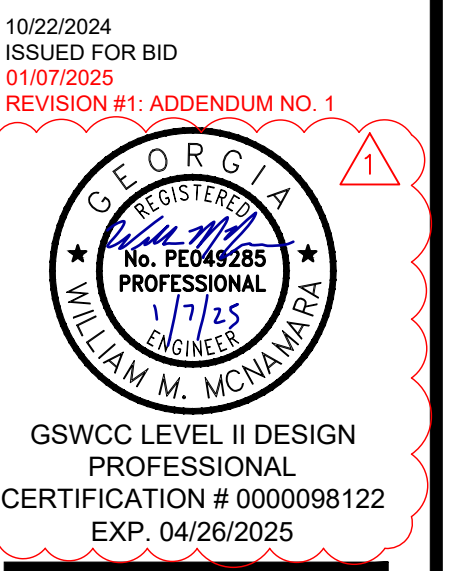 10/22/2024
ISSUED FOR BID
01/07/2025
REVISION #1: ADDENDUM NO. 1
1
GEORGIA
REGISTERED
No. PE049285
PROFESSIONAL
1/7/25
ENGINEER
WILLIAM M. MCNAMARA
GSWCC LEVEL II DESIGN
PROFESSIONAL
CERTIFICATION # 0000098122
EXP. 04/26/2025